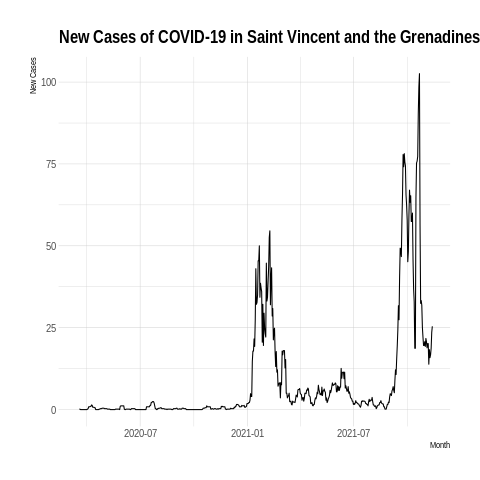 New Cases of COVID-19 in Saint Vincent and the Grenadines
New Cases
100
75
50
25
0
2020-07 2021-01 2021-07
Month